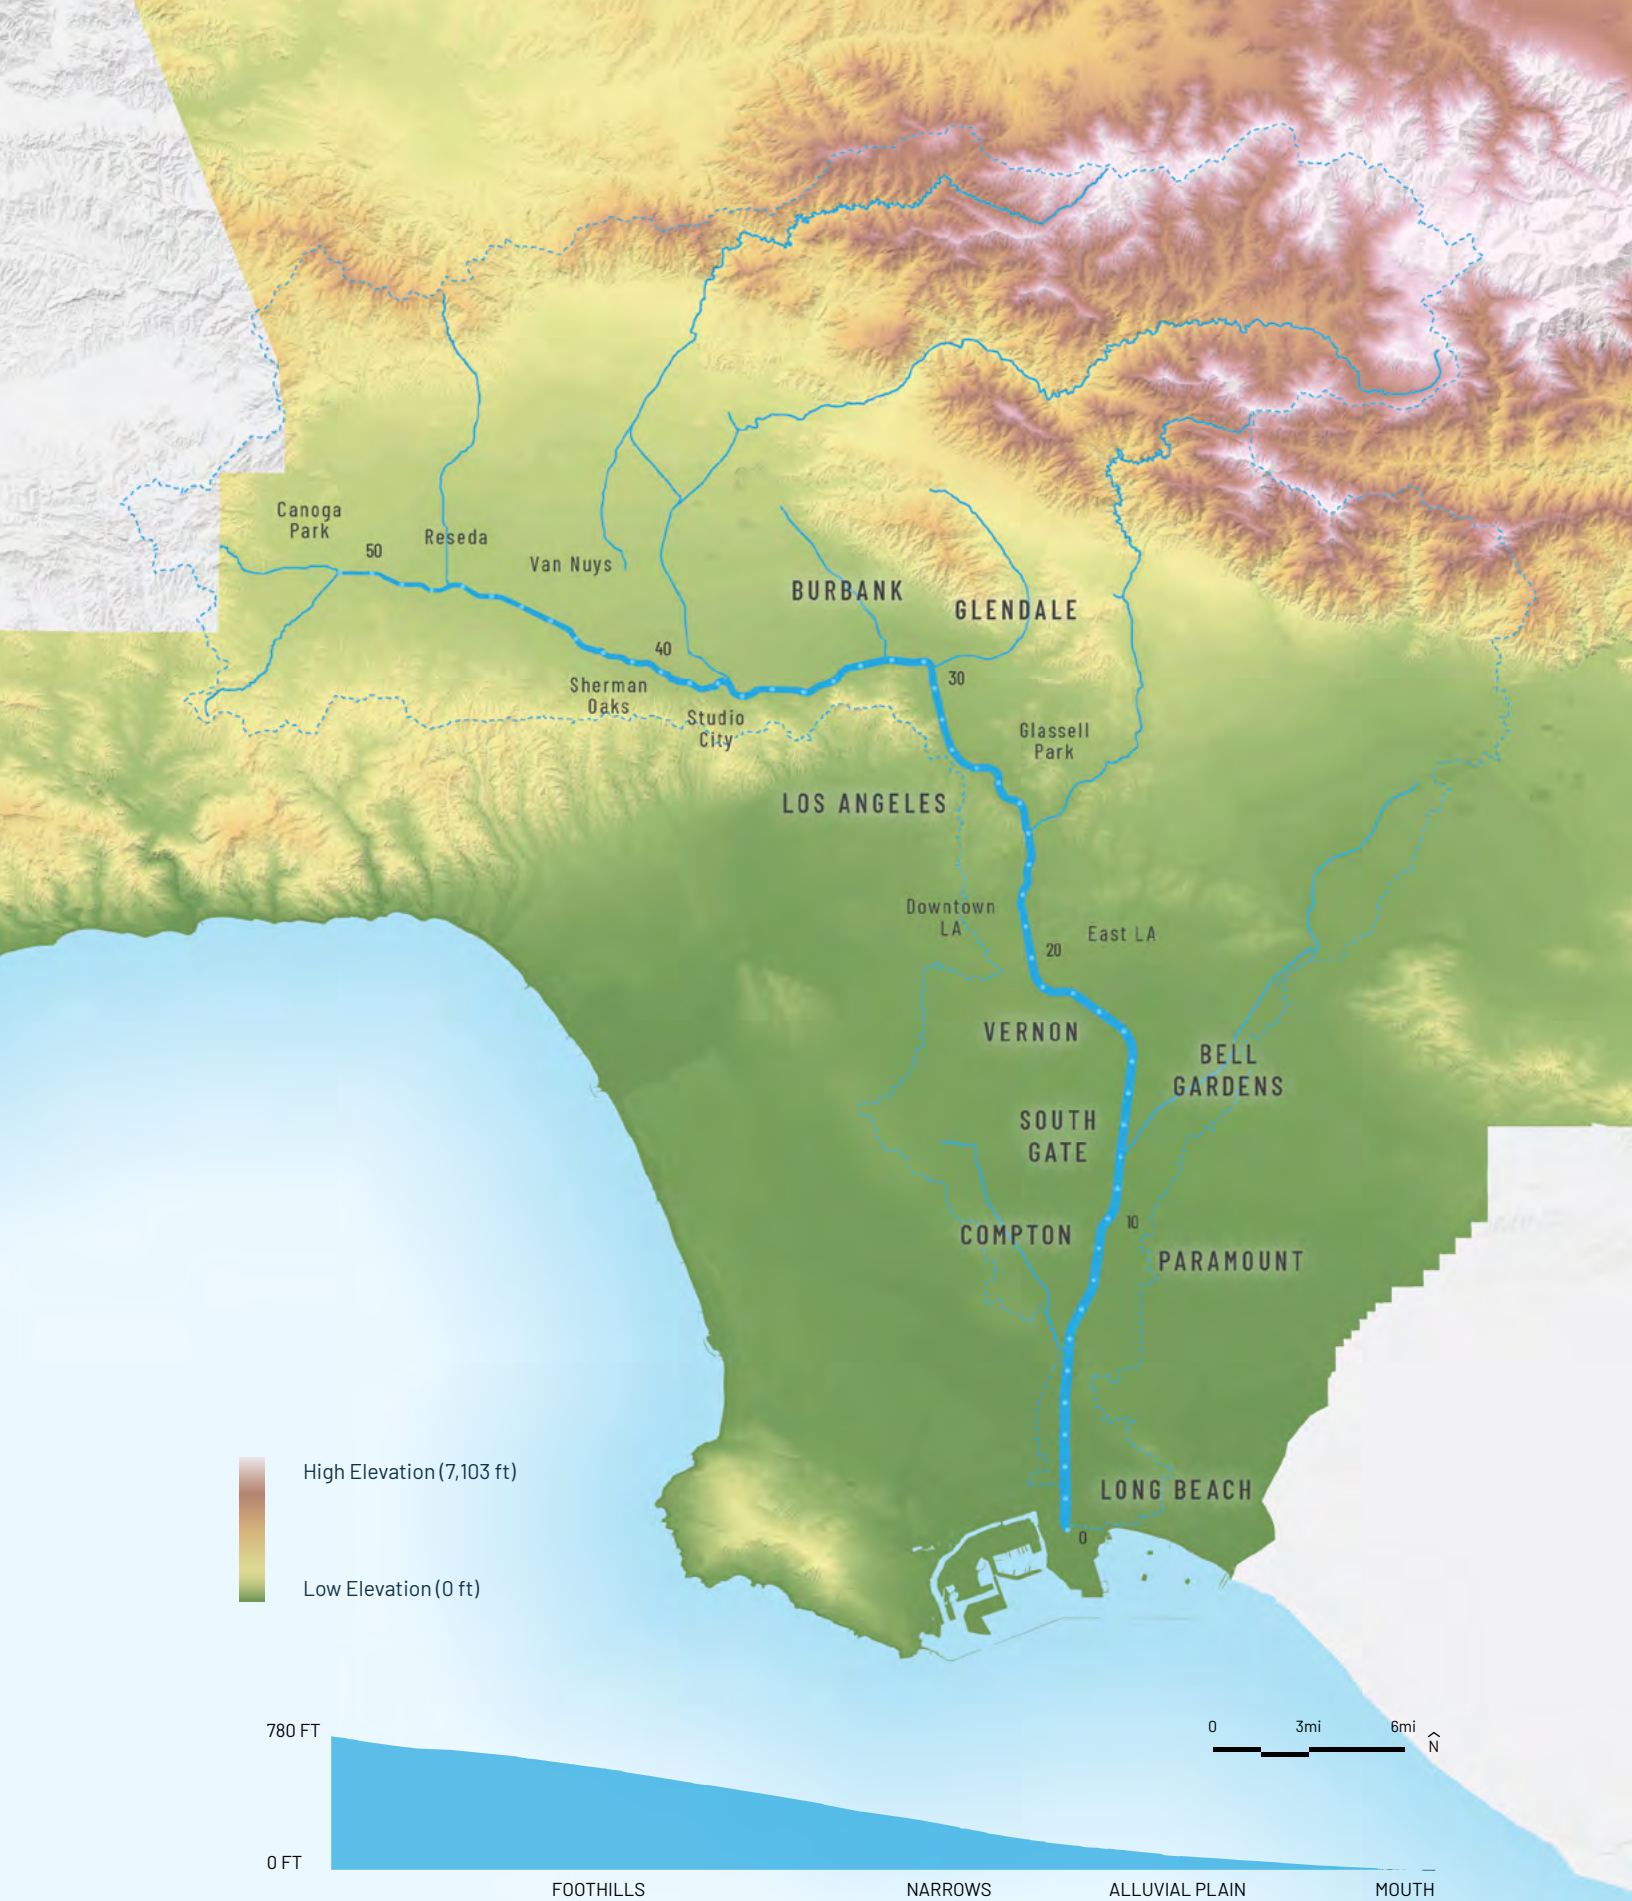 Canoga
Park
50
Reseda
Van Nuys
BURBANK
GLENDALE
40
Sherman
Oaks
Studio
City
30
Glassell
Park
LOS ANGELES
Downtown
LA
East LA
20
VERNON
BELL
GARDENS
SOUTH
GATE
10
COMPTON
PARAMOUNT
LONG BEACH
0
High Elevation (7,103 ft)
Low Elevation (0 ft)
0 3mi 6mi
N
780 FT
0 FT
FOOTHILLS NARROWS ALLUVIAL PLAIN MOUTH